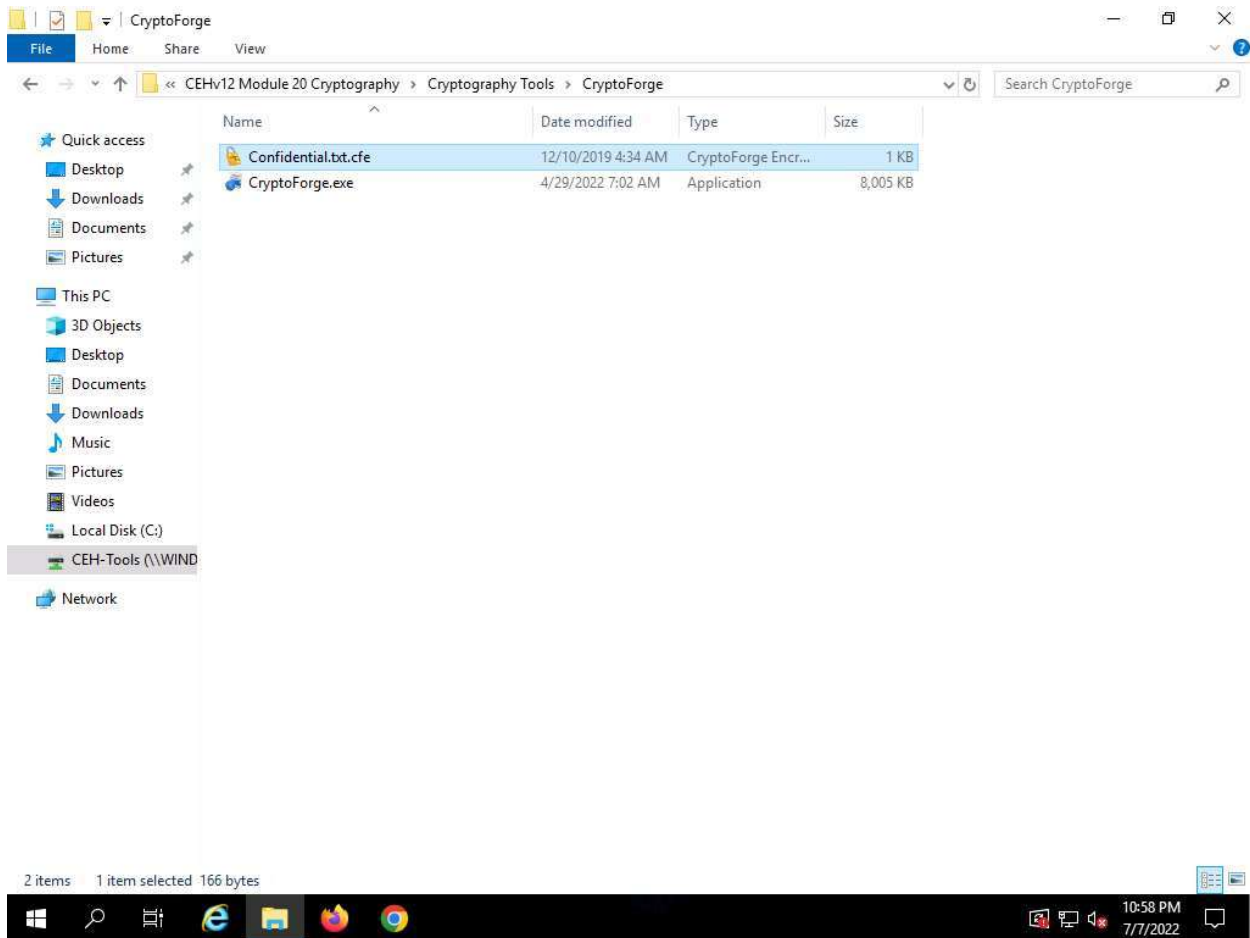 CryptoForge
File Home Share View
« CEHv12 Module 20 Cryptography › Cryptography Tools › CryptoForge
Search CryptoForge
Name Date modified Type Size
Confidential.txt.cfe 12/10/2019 4:34 AM CryptoForge Encr... 1 KB
CryptoForge.exe 4/29/2022 7:02 AM Application 8,005 KB
Quick access
Desktop
Downloads
Documents
Pictures
This PC
3D Objects
Desktop
Documents
Downloads
Music
Pictures
Videos
Local Disk (C:)
CEH-Tools (\\WIND
Network
2 items 1 item selected 166 bytes
10:58 PM
7/7/2022